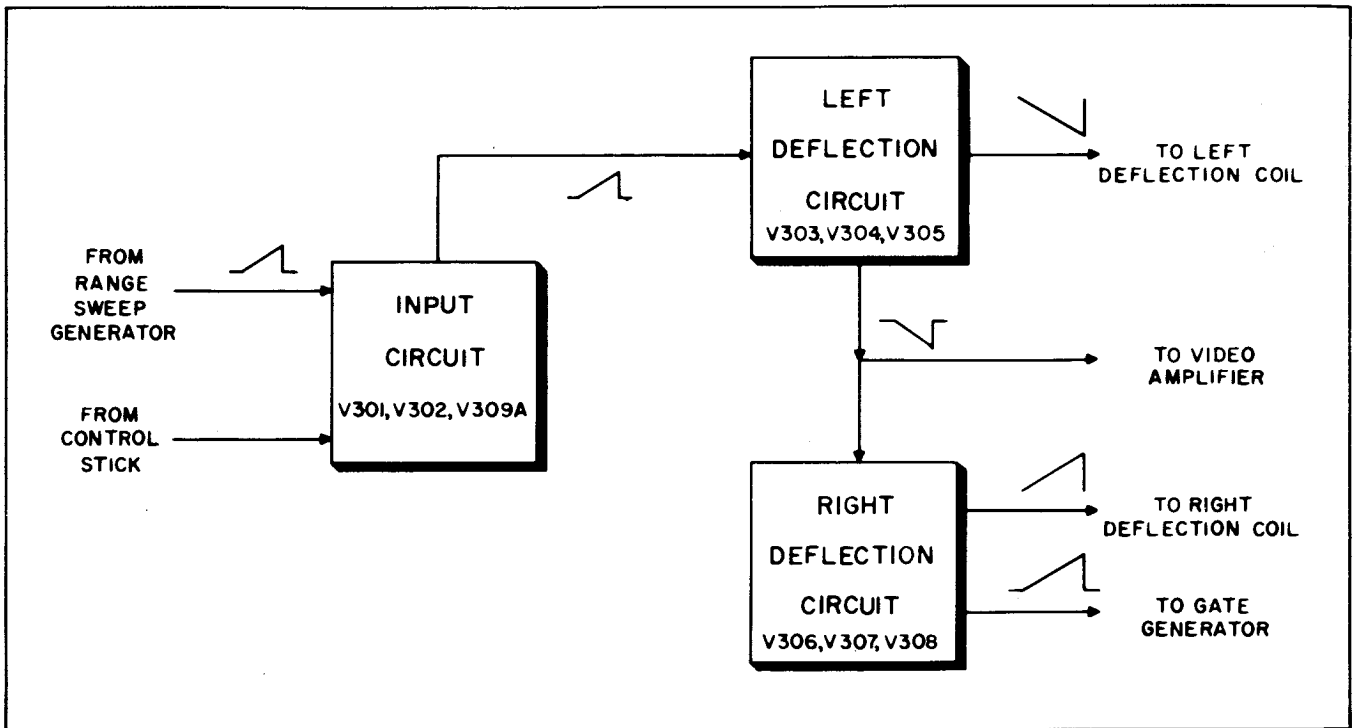 LEFT
DEFLECTION
CIRCUIT
V303, V304, V305
TO LEFT
DEFLECTION COIL
FROM
RANGE
SWEEP
GENERATOR
INPUT
CIRCUIT
V301, V302, V309A
TO VIDEO
AMPLIFIER
FROM
CONTROL
STICK
RIGHT
DEFLECTION
CIRCUIT
V306, V307, V308
TO RIGHT
DEFLECTION COIL
TO GATE
GENERATOR